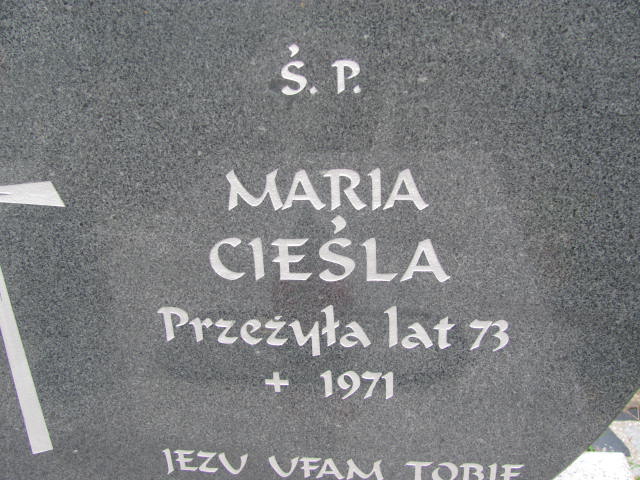 Ś. P.
MARIA
CIEŚLA
Przeżyła lat 73
+ 1971
JEZU UFAM TOBIE